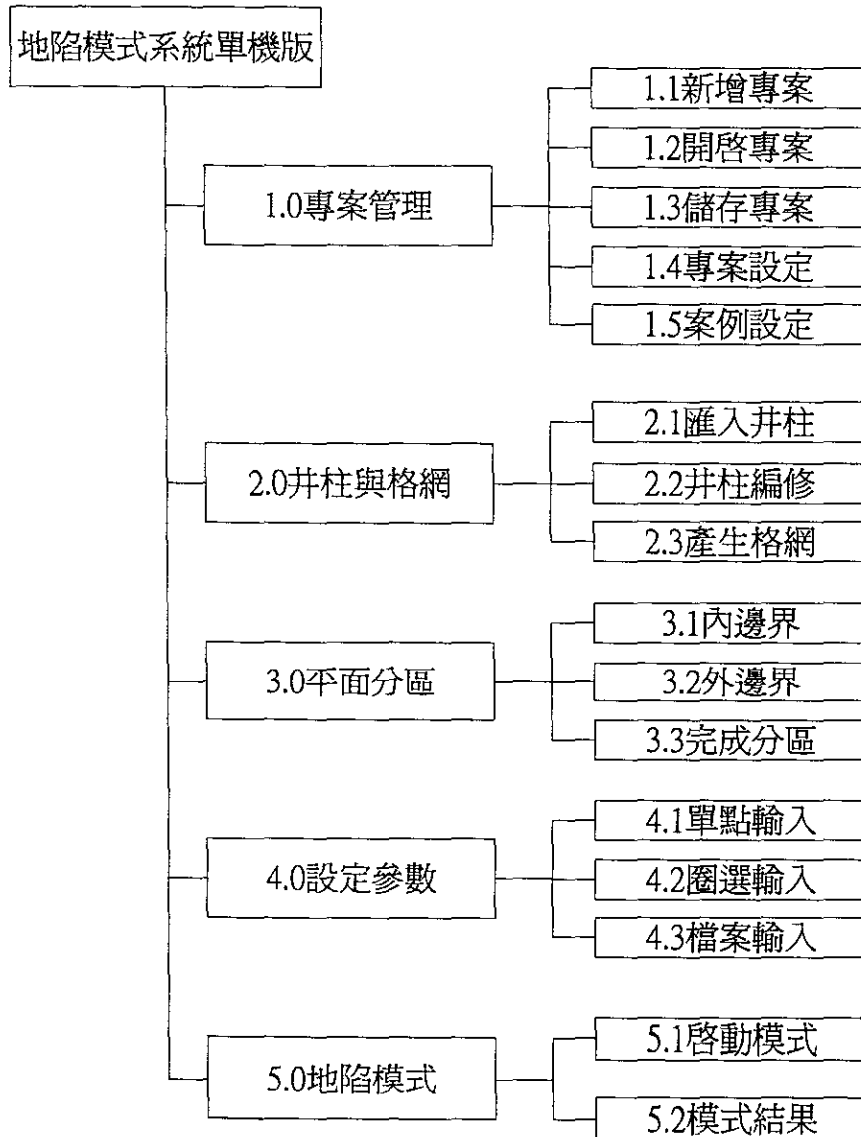 地陷模式系統單機版
1.0專案管理
1.1新增專案
1.2開啓專案
1.3儲存專案
1.4專案設定
1.5案例設定
2.0井柱與格網
2.1匯入井柱
2.2井柱編修
2.3產生格網
3.0平面分區
3.1內邊界
3.2外邊界
3.3完成分區
4.0設定參數
4.1單點輸入
4.2圈選輸入
4.3檔案輸入
5.0地陷模式
5.1啓動模式
5.2模式結果